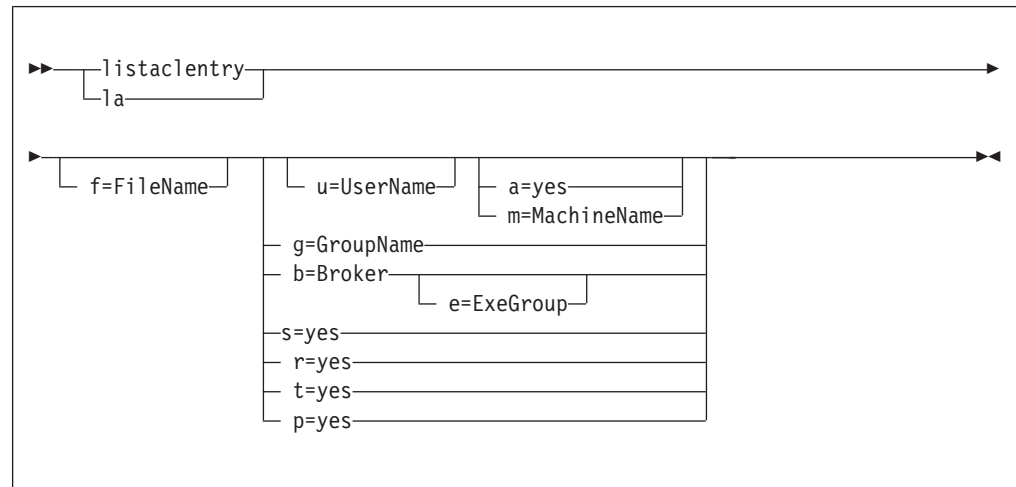 listaclentry
la
f=FileName
u=UserName
a=yes
m=MachineName
g=GroupName
b=Broker
e=ExeGroup
s=yes
r=yes
t=yes
p=yes